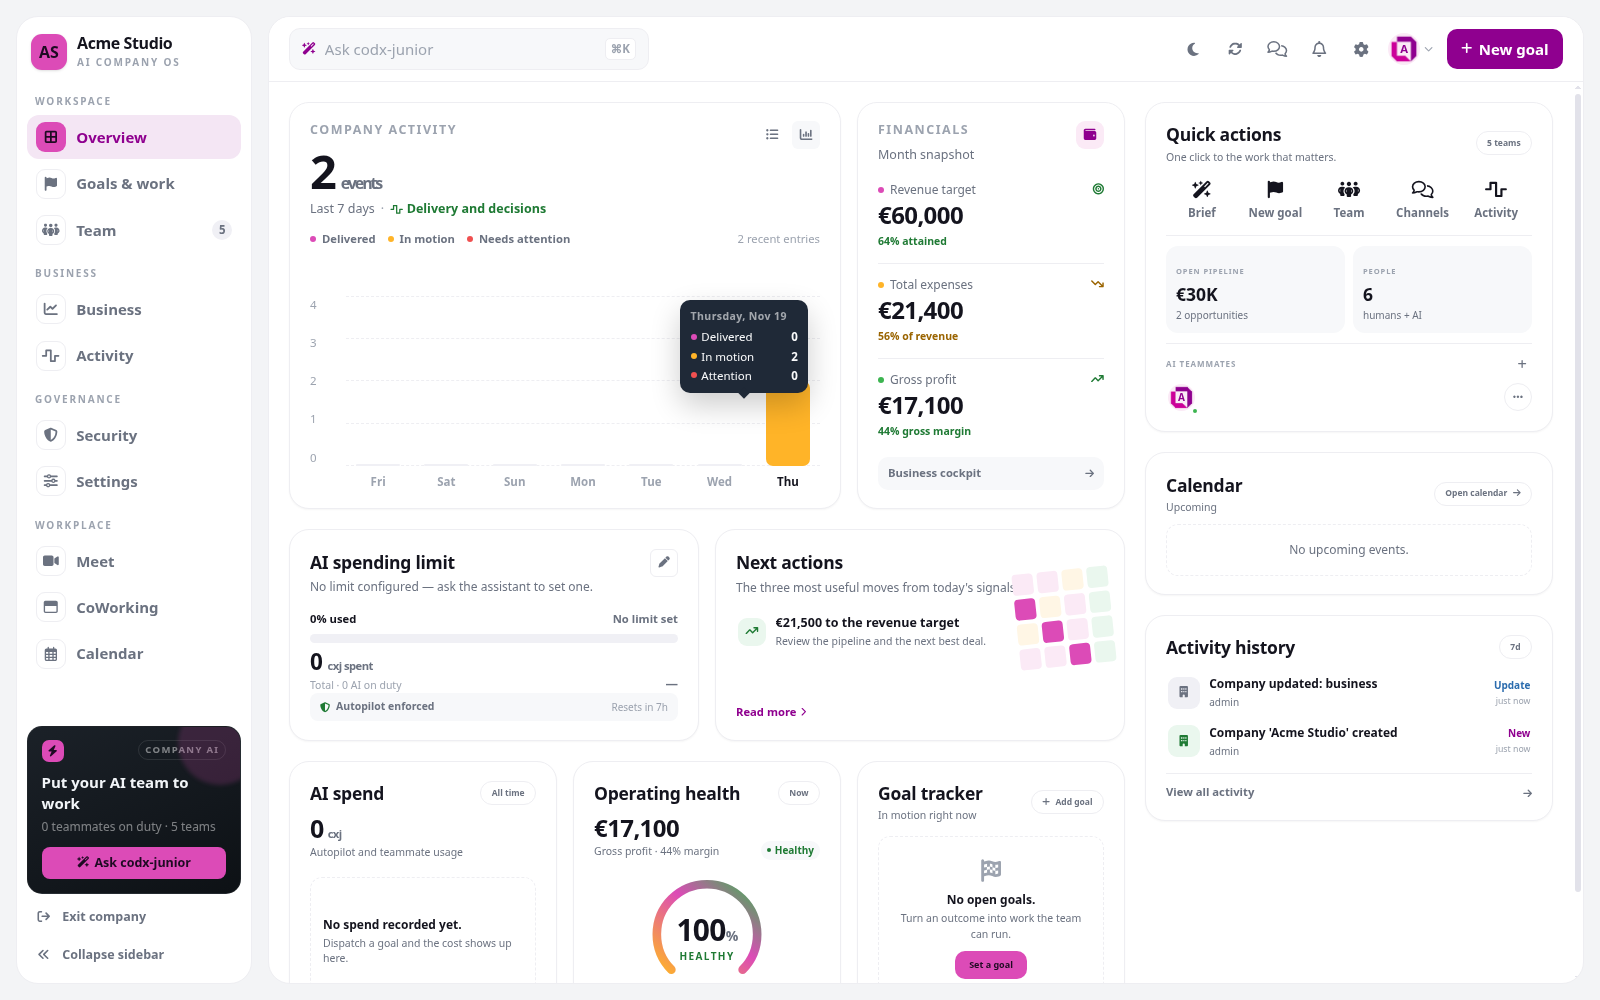 AS
Acme Studio
AI COMPANY OS
WORKSPACE
Overview
Goals & work
Team
5
BUSINESS
Business
Activity
GOVERNANCE
Security
Settings
WORKPLACE
Meet
CoWorking
Calendar
COMPANY AI
Put your AI team to
work
0 teammates on duty · 5 teams
Ask codx-junior
Exit company
Collapse sidebar
Ask codx-junior
⌘K
A
+ New goal
COMPANY ACTIVITY
2 events
Last 7 days · Delivery and decisions
Delivered
In motion
Needs attention
2 recent entries
4
3
2
1
0
Thursday, Nov 19
Delivered 0
In motion 2
Attention 0
Fri
Sat
Sun
Mon
Tue
Wed
Thu
FINANCIALS
Month snapshot
Revenue target
€60,000
64% attained
Total expenses
€21,400
56% of revenue
Gross profit
€17,100
44% gross margin
Business cockpit
Quick actions
One click to the work that matters.
5 teams
Brief
New goal
Team
Channels
Activity
OPEN PIPELINE
€30K
2 opportunities
PEOPLE
6
humans + AI
AI TEAMMATES
+
A
AI spending limit
No limit configured — ask the assistant to set one.
0% used
No limit set
0 cxj spent
Total · 0 AI on duty
—
Autopilot enforced
Resets in 7h
Next actions
The three most useful moves from today's signals
€21,500 to the revenue target
Review the pipeline and the next best deal.
Read more
Calendar
Upcoming
Open calendar
No upcoming events.
Activity history
7d
Company updated: business
admin
Update
just now
Company 'Acme Studio' created
admin
New
just now
View all activity
AI spend
All time
0 cxj
Autopilot and teammate usage
No spend recorded yet.
Dispatch a goal and the cost shows up
here.
Operating health
Now
€17,100
Gross profit · 44% margin
Healthy
100%
HEALTHY
Goal tracker
In motion right now
+ Add goal
No open goals.
Turn an outcome into work the team
can run.
Set a goal